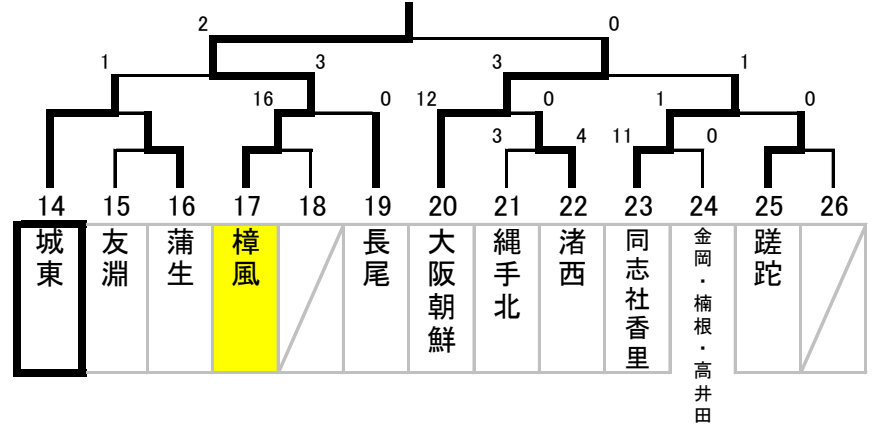 2 0
1 3 3 1
16 0 12 0 1 0
3 4 11 0
14 15 16 17 18 19 20 21 22 23 24 25 26
城東
友淵
蒲生
樟風
長尾
大阪朝鮮
縄手北
渚西
同志社香里
金岡・楠根・高井田
蹉跎